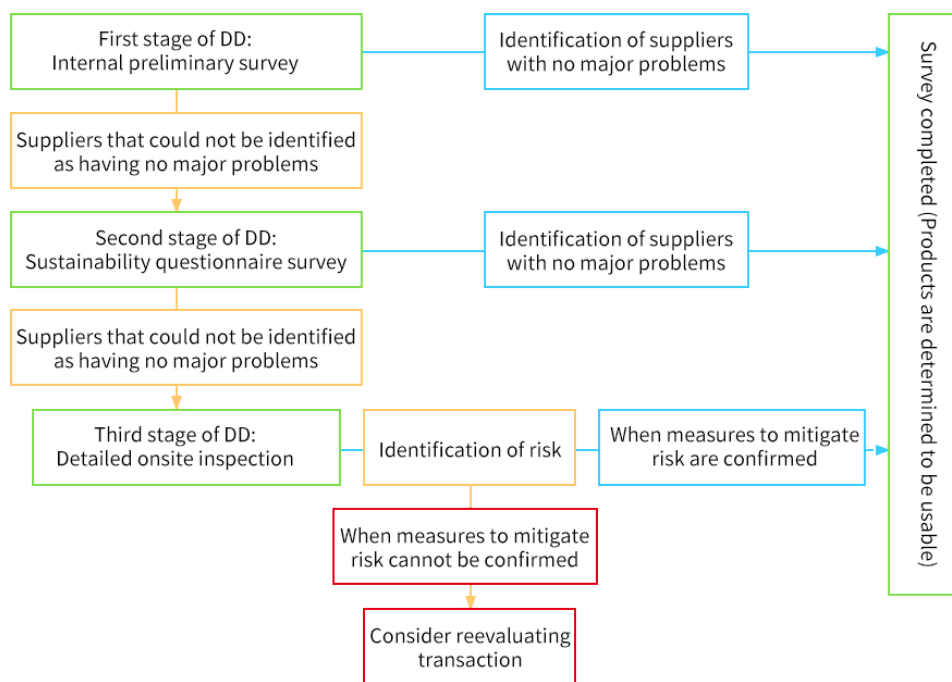 First stage of DD:
Internal preliminary survey
Identification of suppliers
with no major problems
Suppliers that could not be identified
as having no major problems
Second stage of DD:
Sustainability questionnaire survey
Identification of suppliers
with no major problems
Suppliers that could not be identified
as having no major problems
Third stage of DD:
Detailed onsite inspection
Identification of risk
When measures to mitigate
risk are confirmed
When measures to mitigate
risk cannot be confirmed
Consider reevaluating
transaction
Survey completed (Products are determined to be usable)